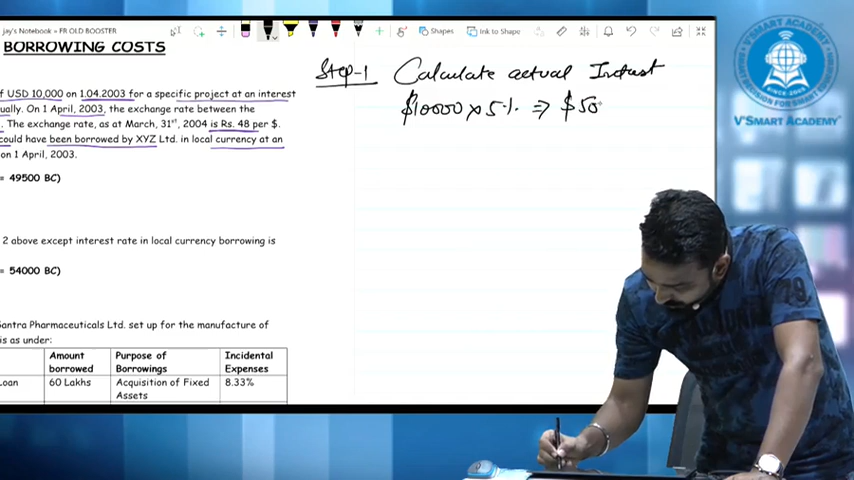 jay's Notebook » FR OLD BOOSTER
Shapes
Ink to Shape
BORROWING COSTS
of USD 10,000 on 1.04.2003 for a specific project at an interest
ually. On 1 April, 2003, the exchange rate between the
. The exchange rate, as at March, 31st, 2004 is Rs. 48 per $.
could have been borrowed by XYZ Ltd. in local currency at an
on 1 April, 2003.
= 49500 BC)
2 above except interest rate in local currency borrowing is
= 54000 BC)
Santra Pharmaceuticals Ltd. set up for the manufacture of
is as under:
Amount borrowed Purpose of Borrowings Incidental Expenses
Loan 60 Lakhs Acquisition of Fixed Assets 8.33%
Step-1 Calculate actual Interest
$10000 x 5% ⇒ $50
V'SMART ACADEMY
SINCE-2008
V'Smart Academy